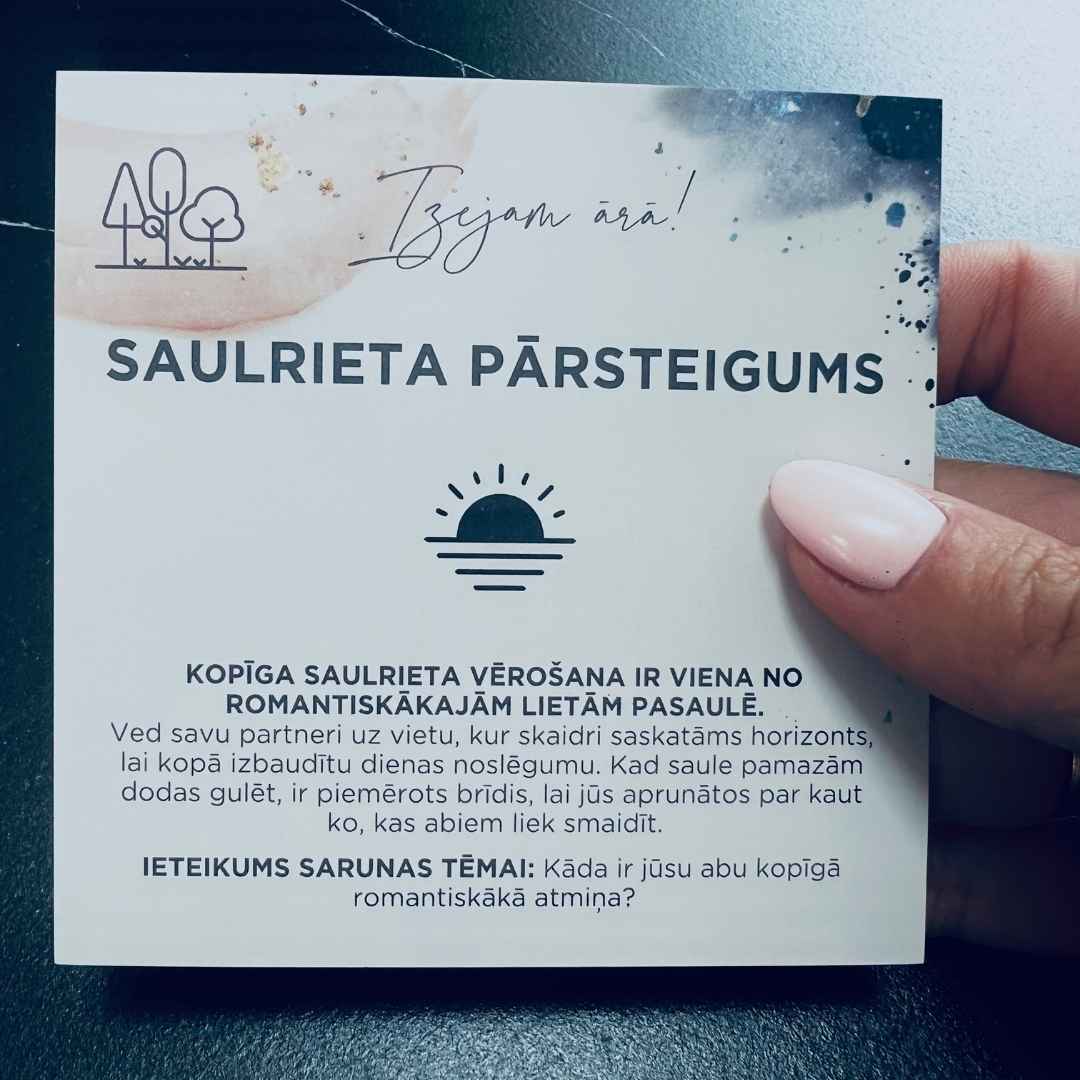 Izejam ārā!
SAULRIETA PĀRSTEIGUMS
KOPĪGA SAULRIETA VĒROŠANA IR VIENA NO
ROMANTISKĀKAJĀM LIETĀM PASAULĒ.
Ved savu partneri uz vietu, kur skaidri saskatāms horizonts,
lai kopā izbaudītu dienas noslēgumu. Kad saule pamazām
dodas gulēt, ir piemērots brīdis, lai jūs aprunātos par kaut
ko, kas abiem liek smaidīt.
IETEIKUMS SARUNAS TĒMAI: Kāda ir jūsu abu kopīgā
romantiskākā atmiņa?